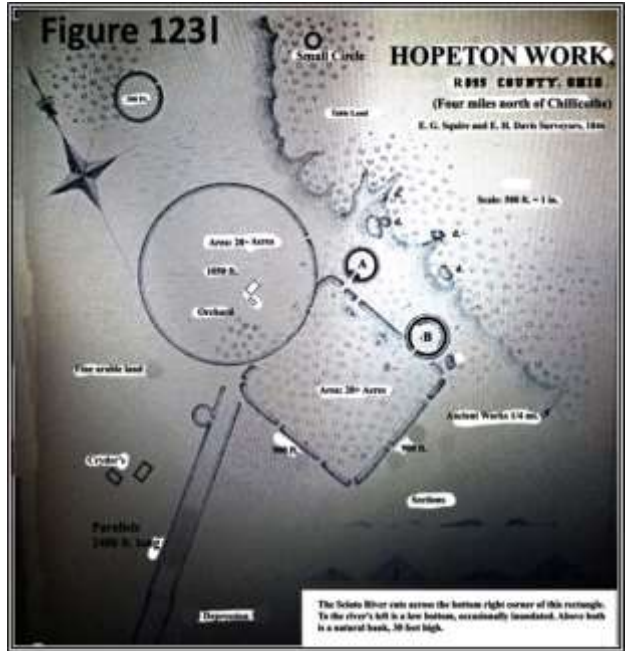 Figure 123l
HOPETON WORK,
ROSS COUNTY, OHIO
(Four miles north of Chillicothe)
E. G. Squire and E. H. Davis Surveyors, 1846
Small Circle
Table Land
Scale: 500 ft. = 1 in.
d.
d.
d.
d.
A
Area: 20+ Acres
1050 ft.
Orchard
B
Fine arable land
Area: 20+ Acres
Ancient Works 1/4 mi.
900 ft.
900 ft.
Cryder's
Sections
Parallels
2400 ft. long
Depression
The Scioto River cuts across the bottom right corner of this rectangle.
To the river's left is a low bottom, occasionally inundated. Above both
is a natural bank, 30 feet high.